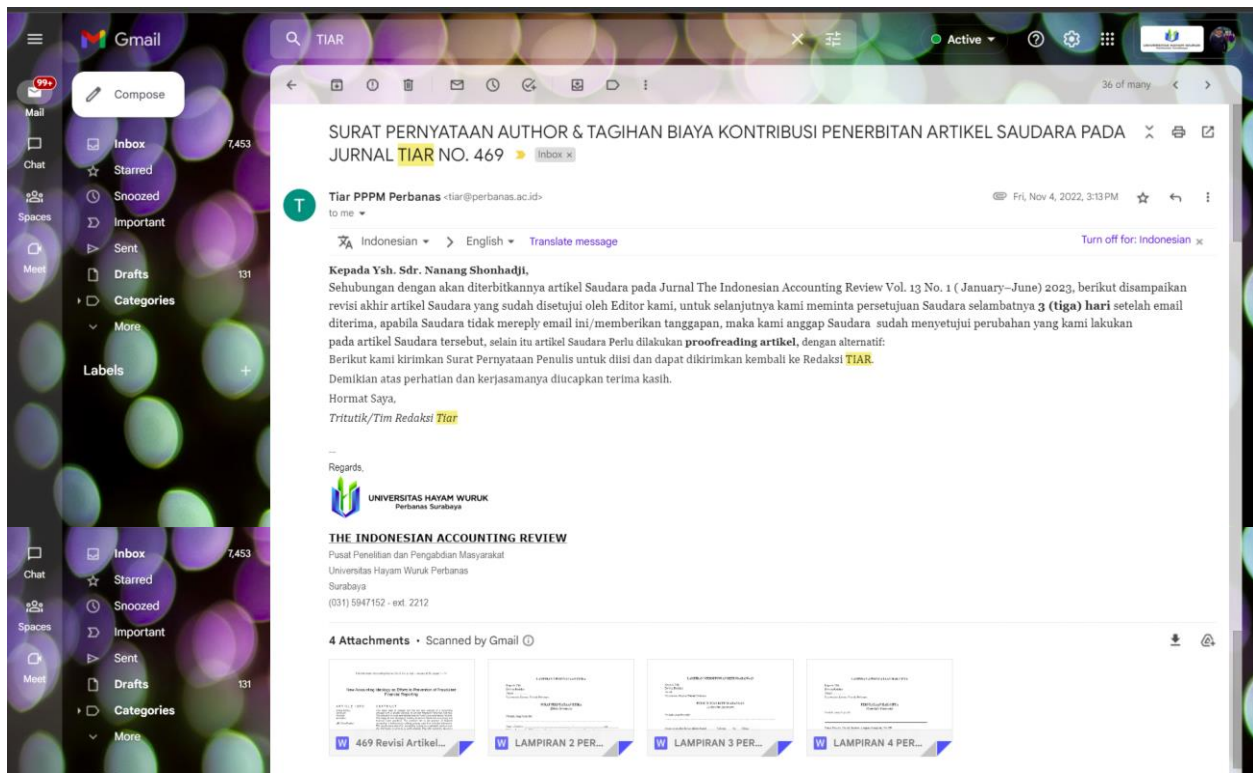 Gmail
TIAR
Active
99+
Mail
Compose
36 of many
Inbox 7,453
Chat
Starred
Snoozed
Spaces
Important
Sent
Meet
Drafts 131
Categories
More
Labels
SURAT PERNYATAAN AUTHOR & TAGIHAN BIAYA KONTRIBUSI PENERBITAN ARTIKEL SAUDARA PADA
JURNAL TIAR NO. 469 Inbox x
T
Tiar PPPM Perbanas <tiar@perbanas.ac.id>
Fri, Nov 4, 2022, 3:13 PM
to me
Indonesian > English Translate message
Turn off for: Indonesian x
Kepada Ysh. Sdr. Nanang Shonhadji,
Sehubungan dengan akan diterbitkannya artikel Saudara pada Jurnal The Indonesian Accounting Review Vol. 13 No. 1 ( January–June) 2023, berikut disampaikan
revisi akhir artikel Saudara yang sudah disetujui oleh Editor kami, untuk selanjutnya kami meminta persetujuan Saudara selambatnya 3 (tiga) hari setelah email
diterima, apabila Saudara tidak mereply email ini/memberikan tanggapan, maka kami anggap Saudara sudah menyetujui perubahan yang kami lakukan
pada artikel Saudara tersebut, selain itu artikel Saudara Perlu dilakukan proofreading artikel, dengan alternatif:
Berikut kami kirimkan Surat Pernyataan Penulis untuk diisi dan dapat dikirimkan kembali ke Redaksi TIAR.
Demikian atas perhatian dan kerjasamanya diucapkan terima kasih.
Hormat Saya,
Tritutik/Tim Redaksi Tiar
...
Regards,
UNIVERSITAS HAYAM WURUK
Perbanas Surabaya
THE INDONESIAN ACCOUNTING REVIEW
Pusat Penelitian dan Pengabdian Masyarakat
Universitas Hayam Wuruk Perbanas
Surabaya
(031) 5947152 - ext. 2212
Inbox 7,453
Chat
Starred
Snoozed
Spaces
Important
Sent
Meet
Drafts 131
Categories
More
4 Attachments • Scanned by Gmail
New Accounting Ideology as Efforts in Prevention of Fraudulent
Financial Reporting
W 469 Revisi Artikel...
W LAMPIRAN 2 PER...
W LAMPIRAN 3 PER...
W LAMPIRAN 4 PER...